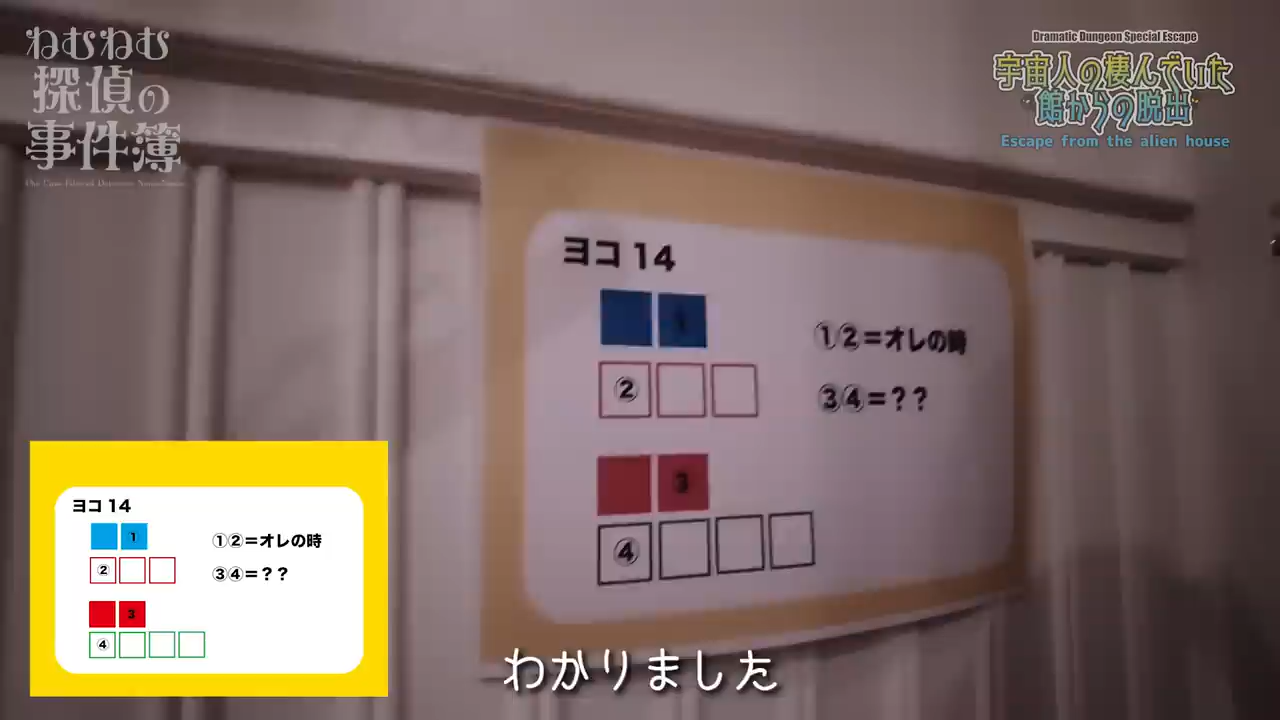 ねむねむ
探偵の
事件簿
Dramatic Dungeon Special Escape
宇宙人の棲んでいた
館からの脱出
Escape from the alien house
ヨコ 14
1
②
3
④
①②=オレの時
③④=??
ヨコ 14
1
②
3
④
①②=オレの時
③④=??
わかりました